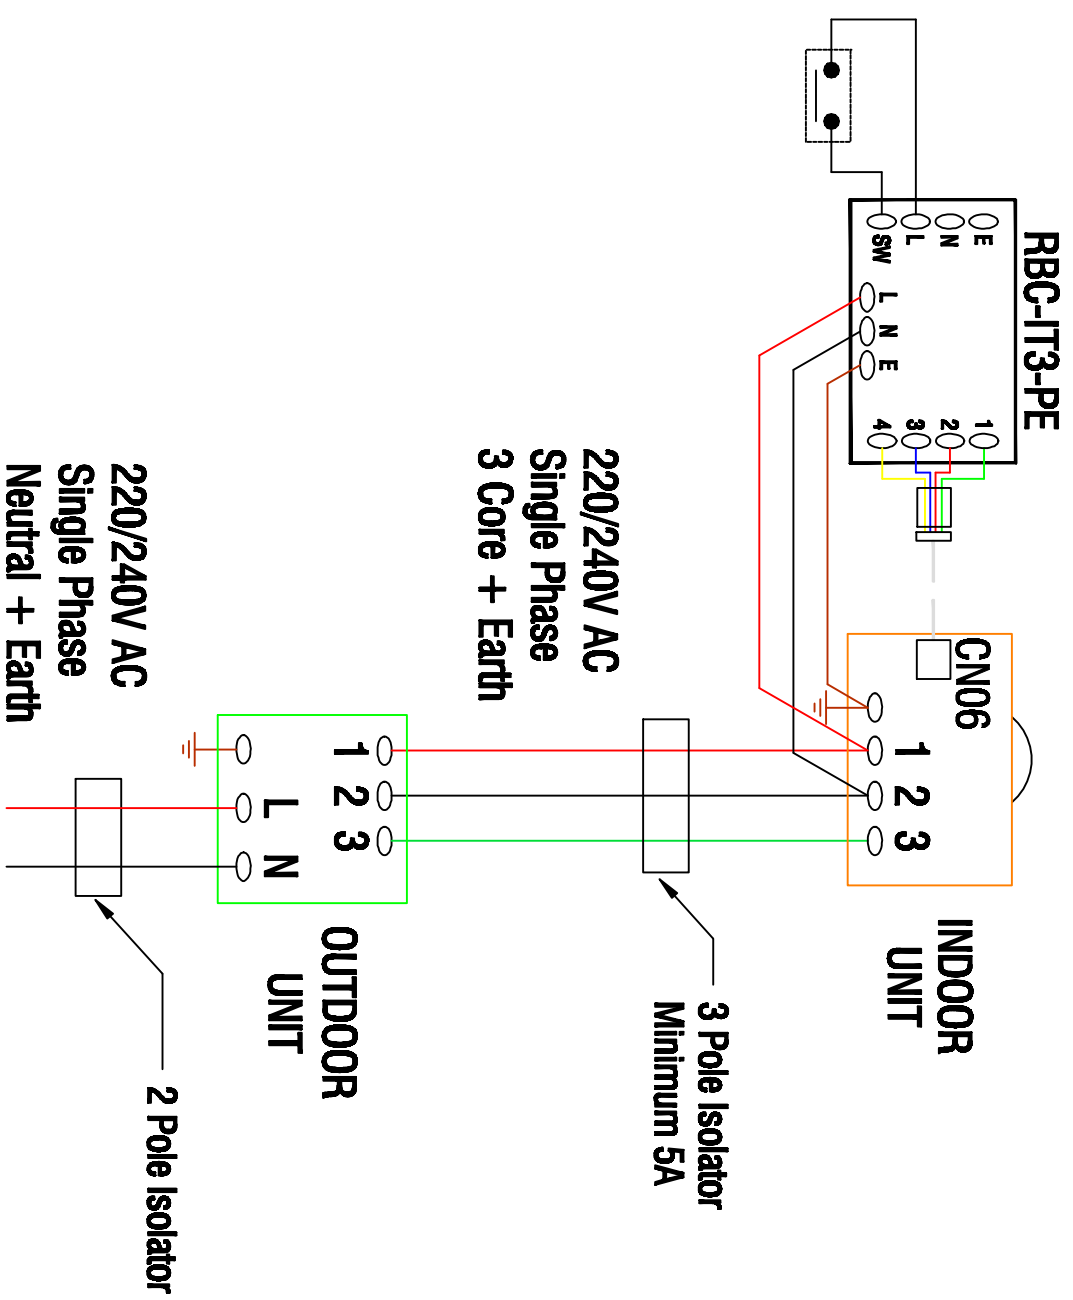 RBC-IT3-PE
E
N
L
SW
L
N
E
1
2
3
4
CN06
1
2
3
INDOOR
UNIT
220/240V AC
Single Phase
3 Core + Earth
3 Pole Isolator
Minimum 5A
1
2
3
L
N
OUTDOOR
UNIT
220/240V AC
Single Phase
Neutral + Earth
2 Pole Isolator